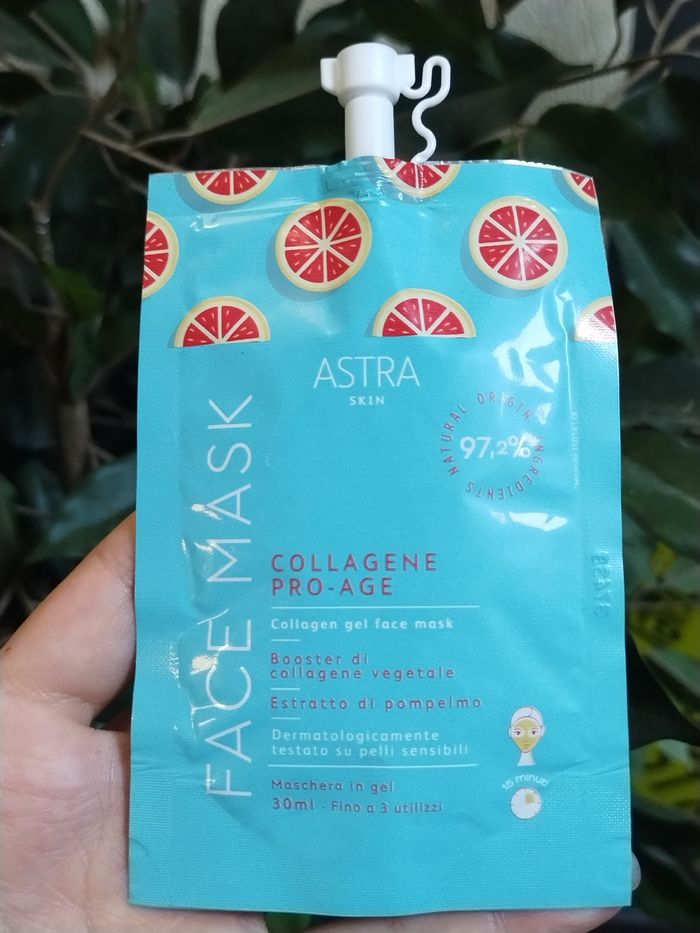 ASTRA
SKIN
NATURAL ORIGIN INGREDIENTS
97,2%
FACE MASK
COLLAGENE
PRO-AGE
Collagen gel face mask
Booster di
collagene vegetale
Estratto di pompelmo
Dermatologicamente
testato su pelli sensibili
Maschera in gel
30ml - Fino a 3 utilizzi
15 minuti